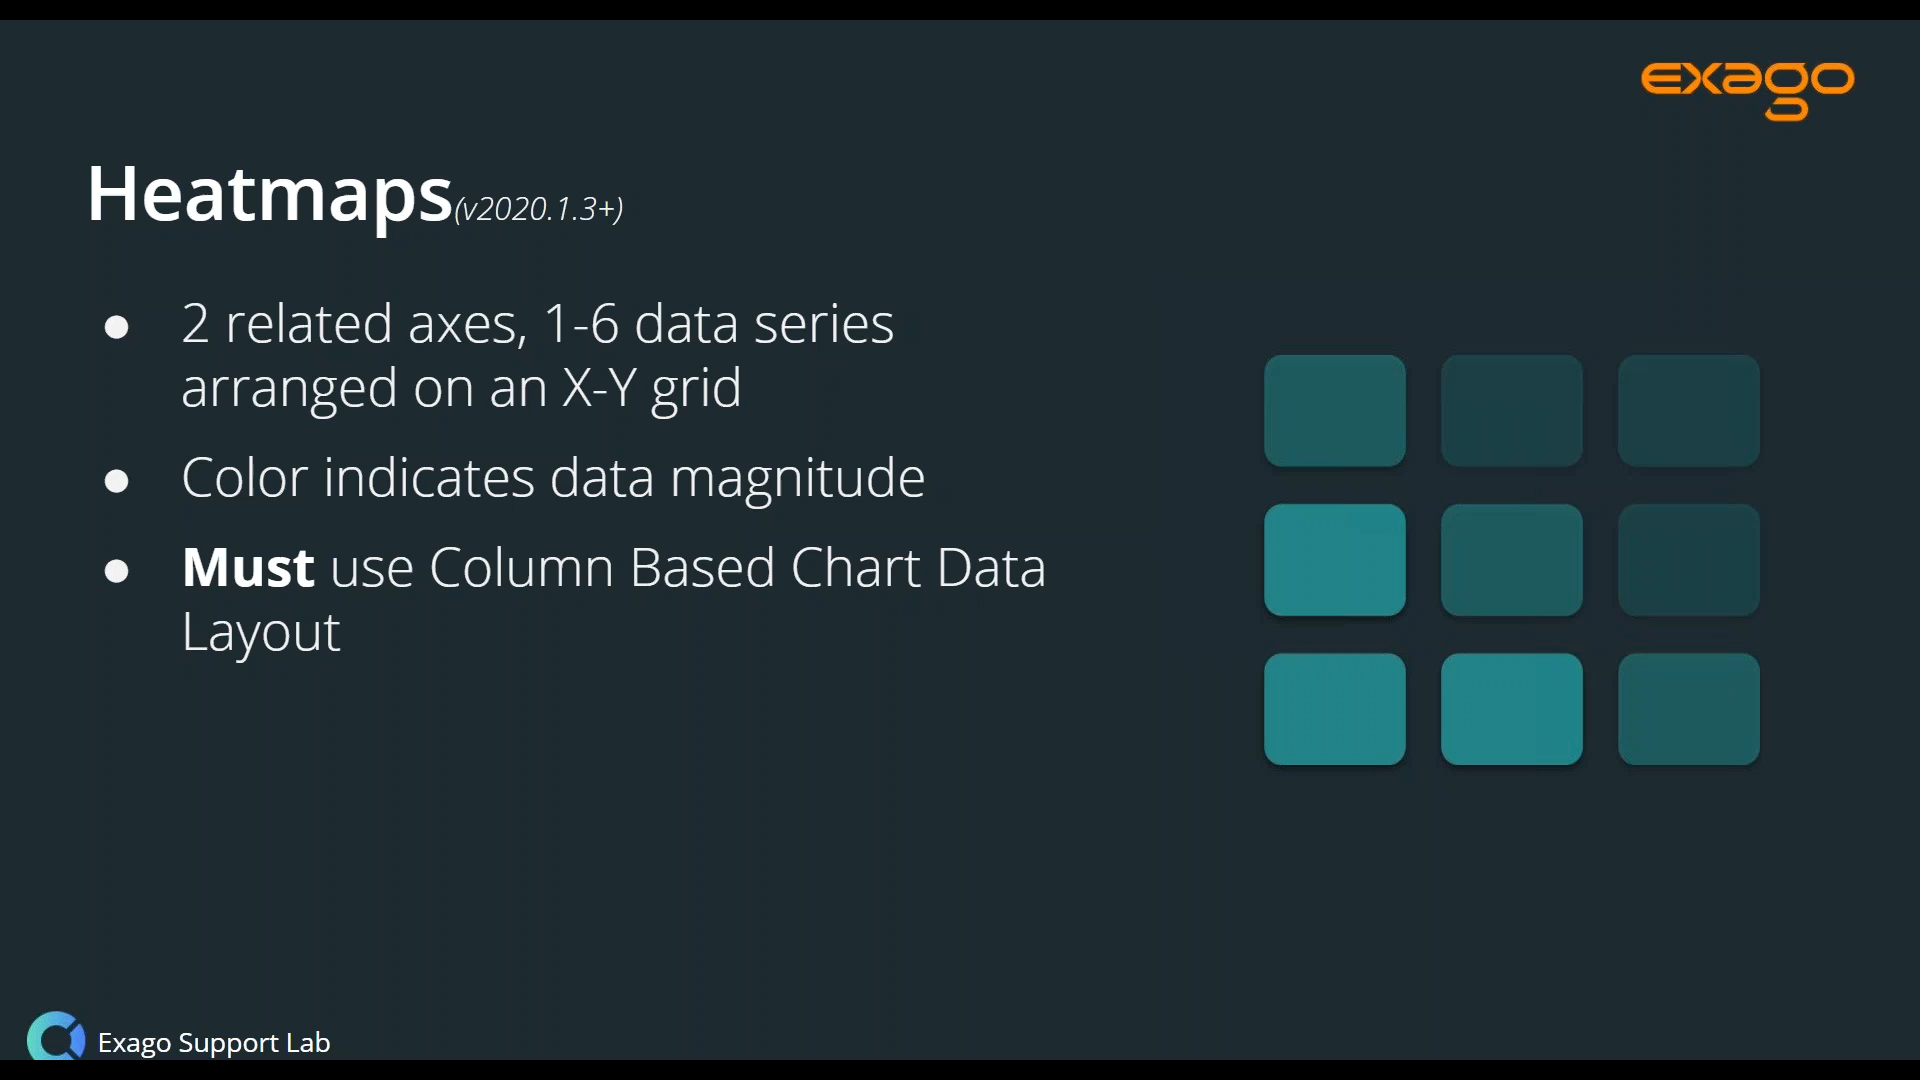 exago
Heatmaps(v2020.1.3+)
● 2 related axes, 1-6 data series
arranged on an X-Y grid
● Color indicates data magnitude
● Must use Column Based Chart Data
Layout
Exago Support Lab